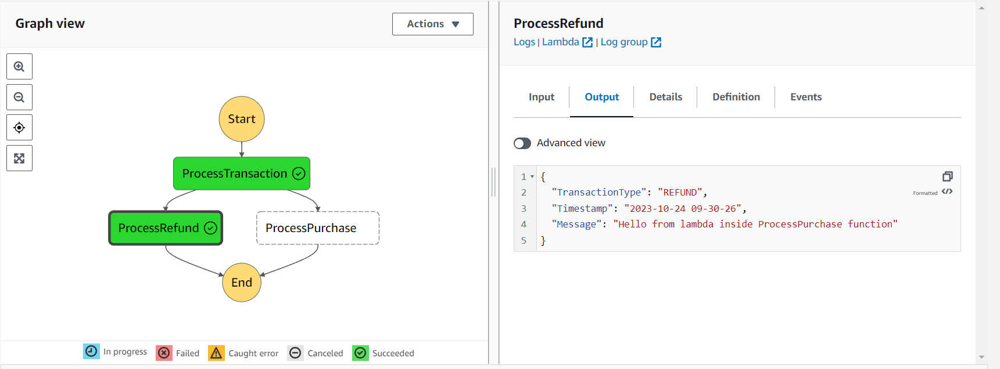 Graph view
Actions
Start
ProcessTransaction
ProcessRefund
ProcessPurchase
End
In progress
Failed
Caught error
Canceled
Succeeded
ProcessRefund
Logs | Lambda | Log group
Input
Output
Details
Definition
Events
Advanced view
1 {
2 "TransactionType": "REFUND",
Formatted </>
3 "Timestamp": "2023-10-24 09-30-26",
4 "Message": "Hello from lambda inside ProcessPurchase function"
5 }